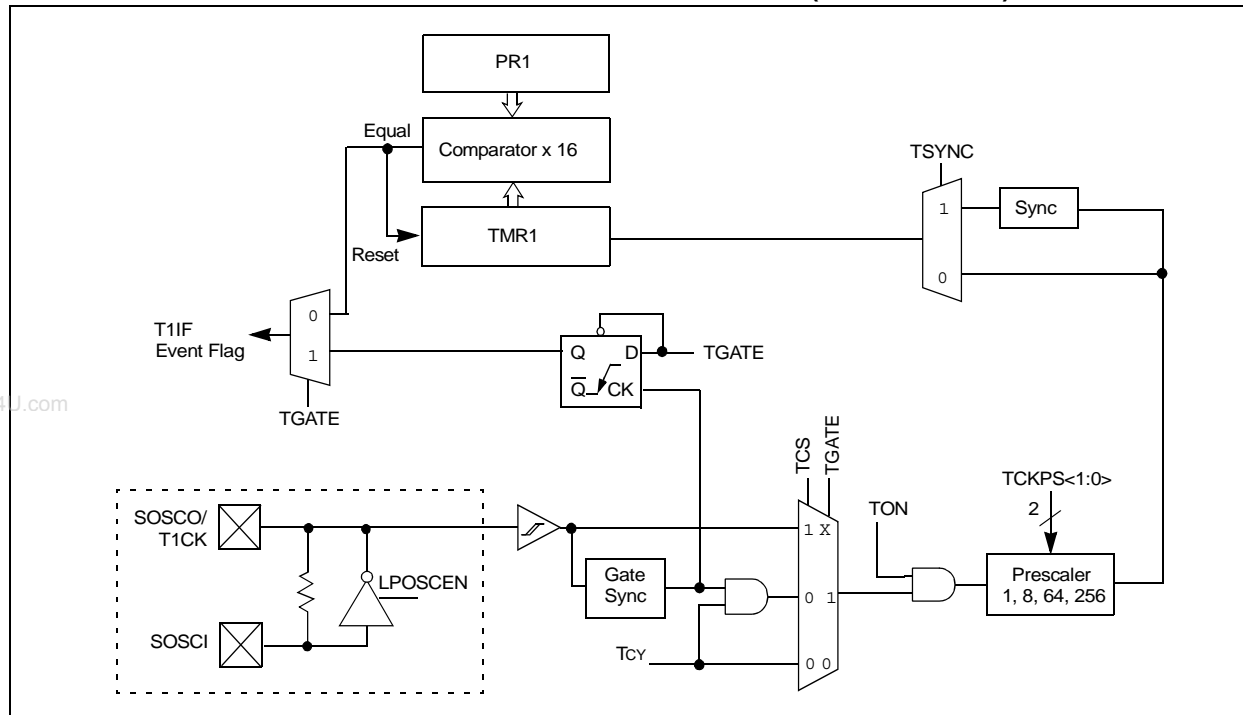 PR1
Equal
Comparator x 16
TSYNC
1
Sync
Reset
TMR1
0
T1IF
Event Flag
0
1
Q
D
TGATE
Q
CK
4U.com
TGATE
TCS
TGATE
TCKPS<1:0>
2
SOSCO/
T1CK
TON
1 X
LPOSCEN
Gate
Sync
Prescaler
1, 8, 64, 256
0 1
SOSCI
TCY
0 0